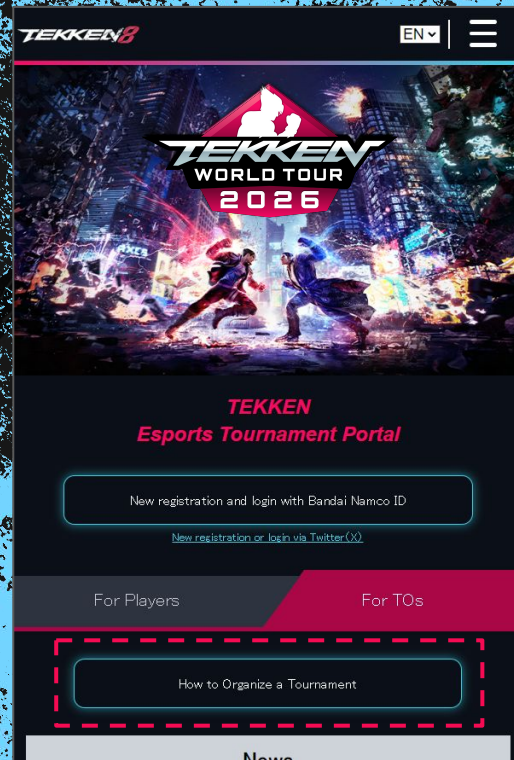 TEKKEN8
EN
TEKKEN
WORLD TOUR
2026
TEKKEN
Esports Tournament Portal
New registration and login with Bandai Namco ID
New registration or login via Twitter(X)
For Players
For TOs
How to Organize a Tournament
News